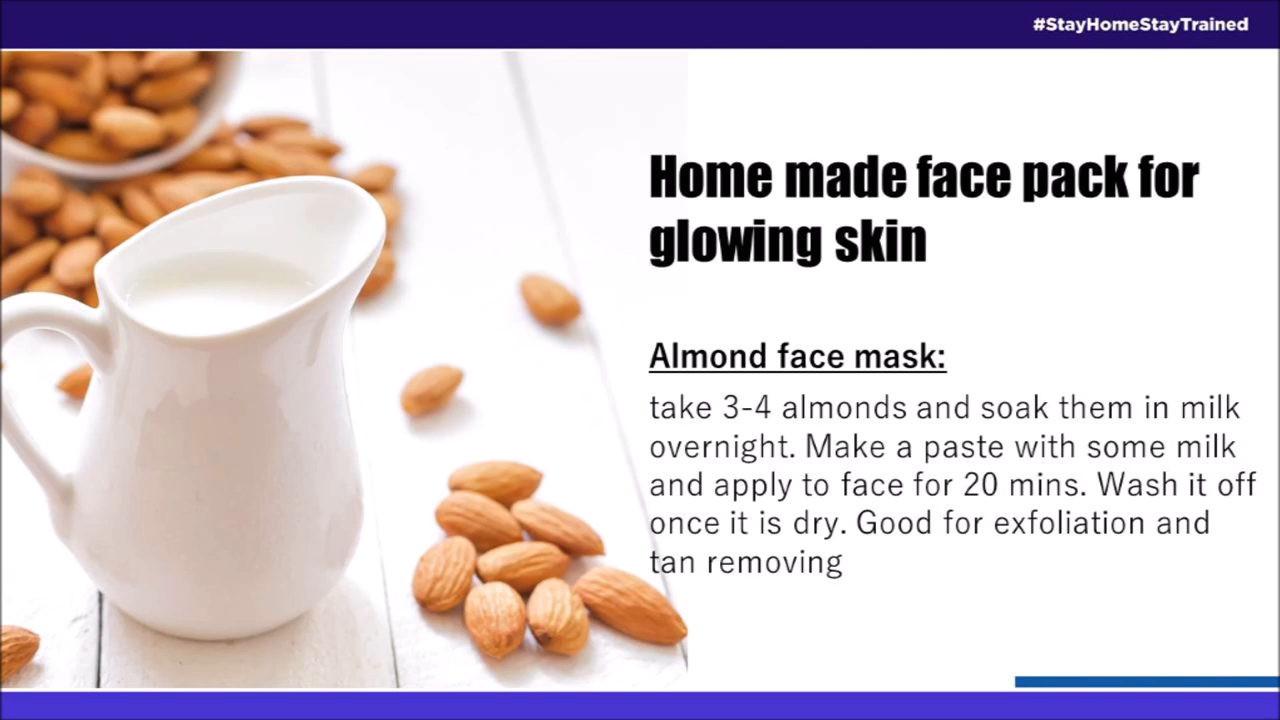 #StayHomeStayTrained
Home made face pack for
glowing skin
Almond face mask:
take 3-4 almonds and soak them in milk
overnight. Make a paste with some milk
and apply to face for 20 mins. Wash it off
once it is dry. Good for exfoliation and
tan removing